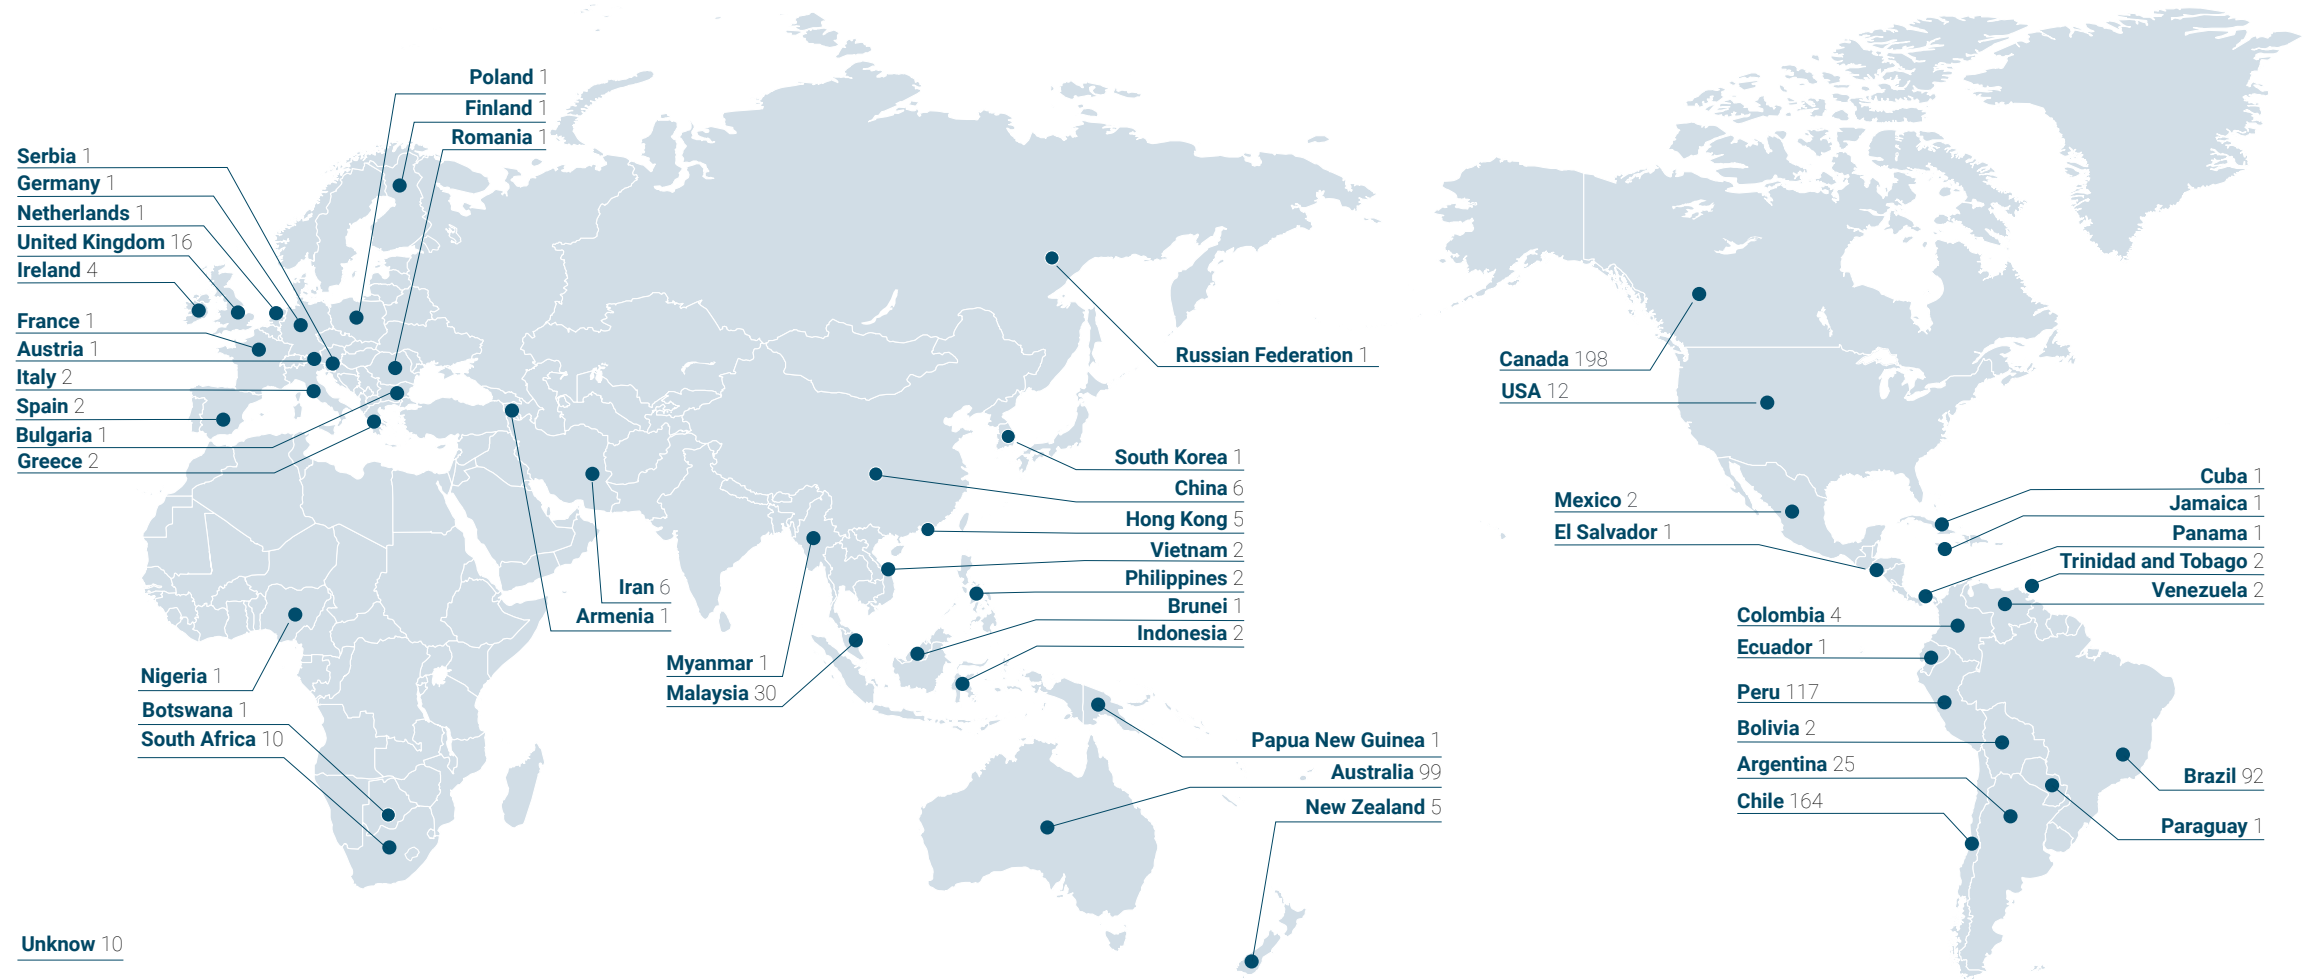 Poland 1
Finland 1
Romania 1
Serbia 1
Germany 1
Netherlands 1
United Kingdom 16
Ireland 4
France 1
Austria 1
Italy 2
Spain 2
Bulgaria 1
Greece 2
Russian Federation 1
Canada 198
USA 12
South Korea 1
China 6
Hong Kong 5
Vietnam 2
Philippines 2
Brunei 1
Indonesia 2
Mexico 2
El Salvador 1
Cuba 1
Jamaica 1
Panama 1
Trinidad and Tobago 2
Venezuela 2
Iran 6
Armenia 1
Myanmar 1
Malaysia 30
Nigeria 1
Botswana 1
South Africa 10
Colombia 4
Ecuador 1
Peru 117
Bolivia 2
Argentina 25
Chile 164
Papua New Guinea 1
Australia 99
New Zealand 5
Brazil 92
Paraguay 1
Unknow 10